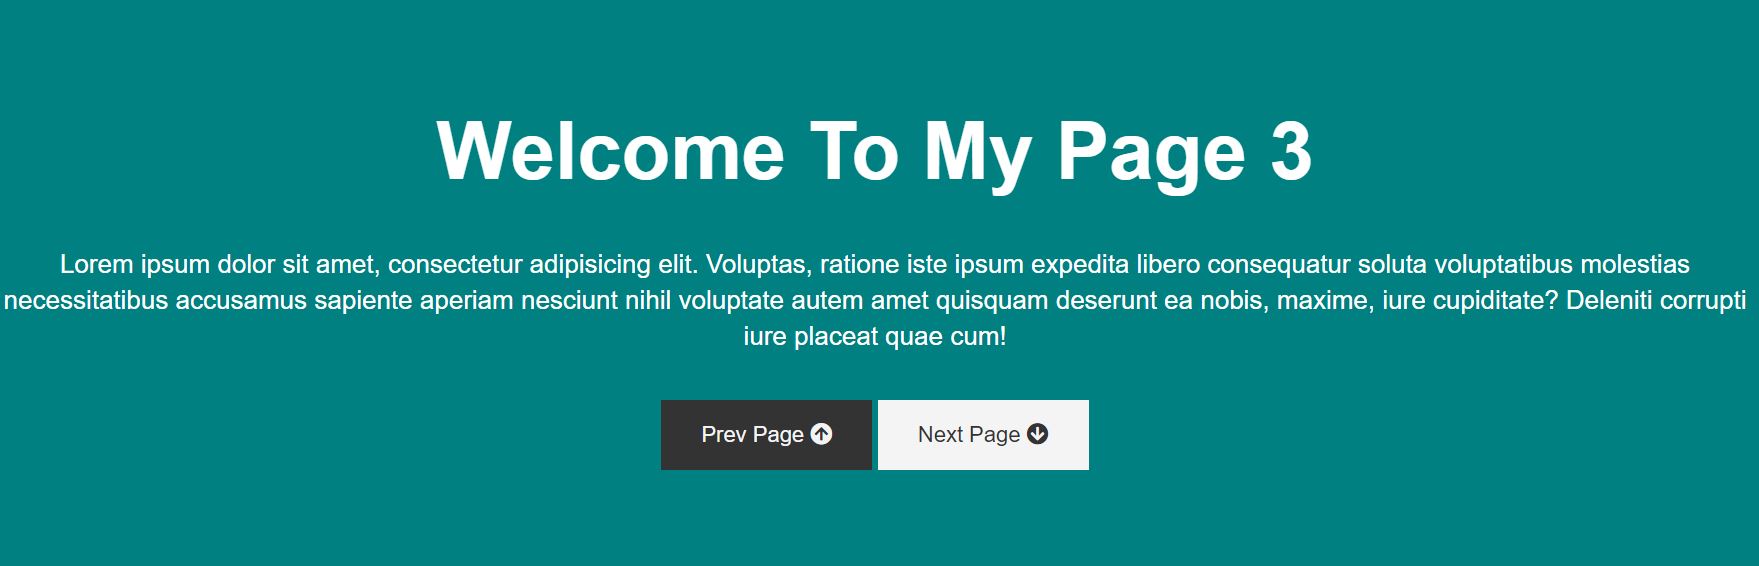 Welcome To My Page 3
Lorem ipsum dolor sit amet, consectetur adipisicing elit. Voluptas, ratione iste ipsum expedita libero consequatur soluta voluptatibus molestias
necessitatibus accusamus sapiente aperiam nesciunt nihil voluptate autem amet quisquam deserunt ea nobis, maxime, iure cupiditate? Deleniti corrupti
iure placeat quae cum!
Prev Page
Next Page